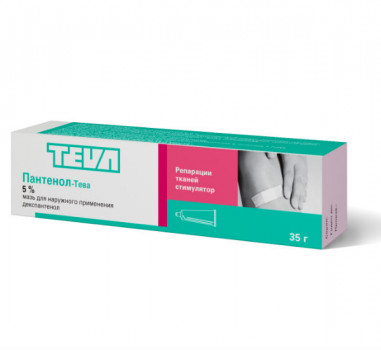 TEVA
Пантенол-Тева
5 %
мазь для наружного применения
декспантенол
Репарации
тканей
стимулятор
35 г